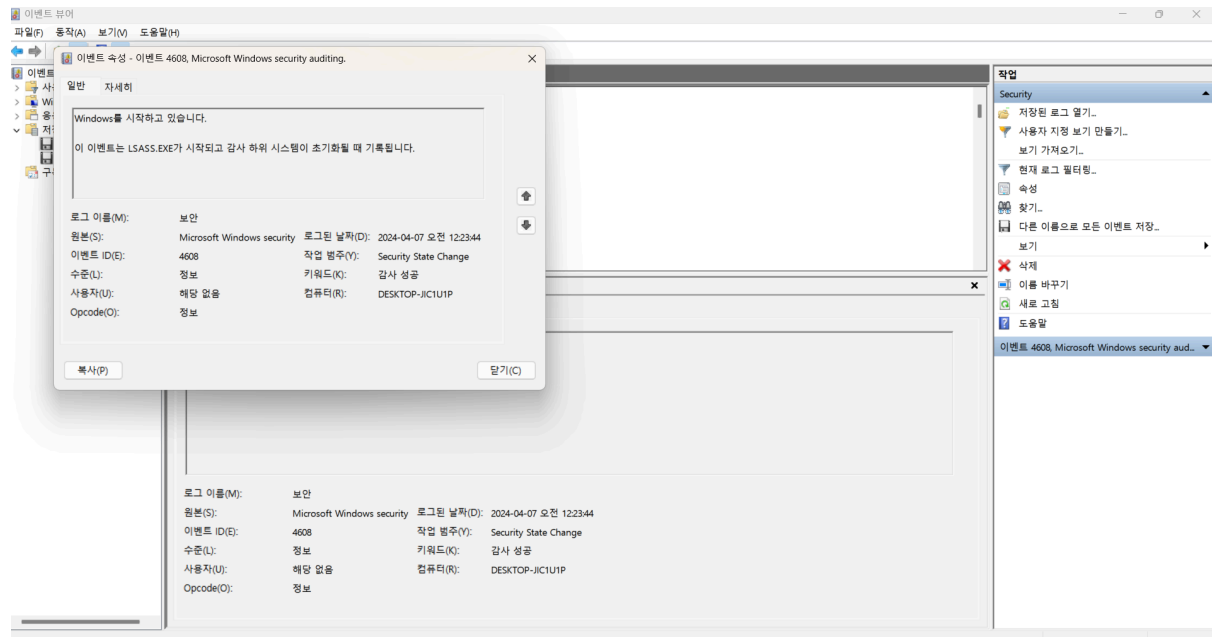 이벤트 뷰어
파일(F) 동작(A) 보기(V) 도움말(H)
이벤트 속성 - 이벤트 4608, Microsoft Windows security auditing.
일반 자세히
Windows를 시작하고 있습니다.
이 이벤트는 LSASS.EXE가 시작되고 감사 하위 시스템이 초기화될 때 기록됩니다.
로그 이름(M): 보안
원본(S): Microsoft Windows security 로그된 날짜(D): 2024-04-07 오전 12:23:44
이벤트 ID(E): 4608 작업 범주(Y): Security State Change
수준(L): 정보 키워드(K): 감사 성공
사용자(U): 해당 없음 컴퓨터(R): DESKTOP-JIC1U1P
Opcode(O): 정보
복사(P) 닫기(C)
이벤트
사
Wi
응
저
구
로그 이름(M): 보안
원본(S): Microsoft Windows security 로그된 날짜(D): 2024-04-07 오전 12:23:44
이벤트 ID(E): 4608 작업 범주(Y): Security State Change
수준(L): 정보 키워드(K): 감사 성공
사용자(U): 해당 없음 컴퓨터(R): DESKTOP-JIC1U1P
Opcode(O): 정보
작업
Security
저장된 로그 열기...
사용자 지정 보기 만들기...
보기 가져오기...
현재 로그 필터링...
속성
찾기...
다른 이름으로 모든 이벤트 저장...
보기
삭제
이름 바꾸기
새로 고침
도움말
이벤트 4608, Microsoft Windows security aud...